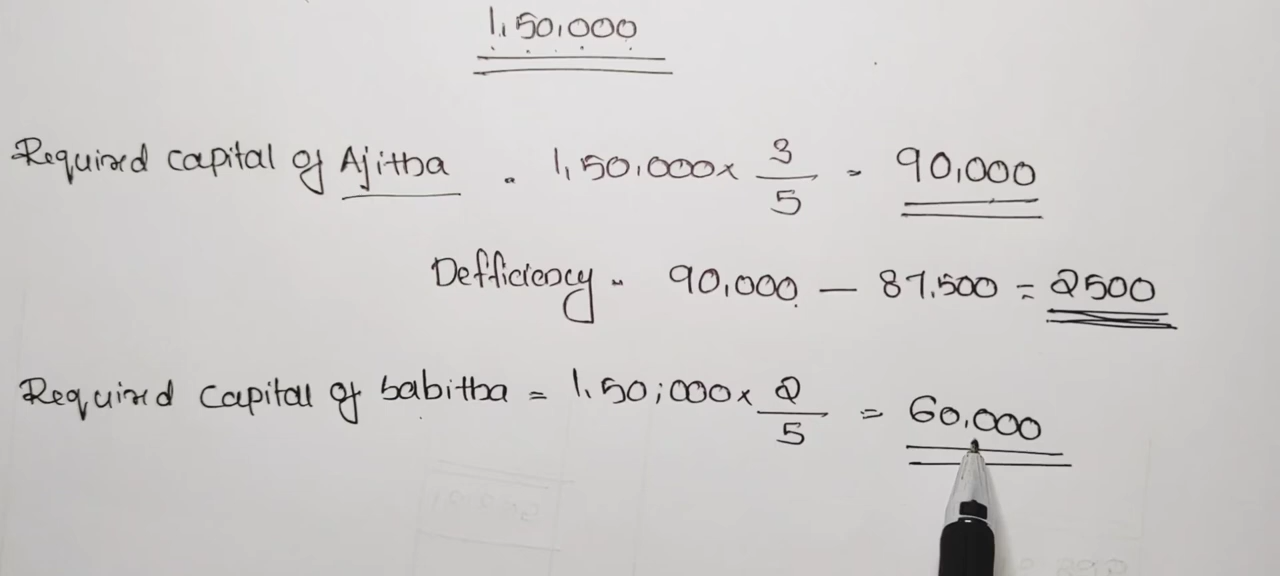 1,50,000
Required capital of Ajitha = 1,50,000 x 3/5 = 90,000
Defficiency = 90,000 — 87,500 = 2500
Required capital of babitha = 1,50,000 x 2/5 = 60,000